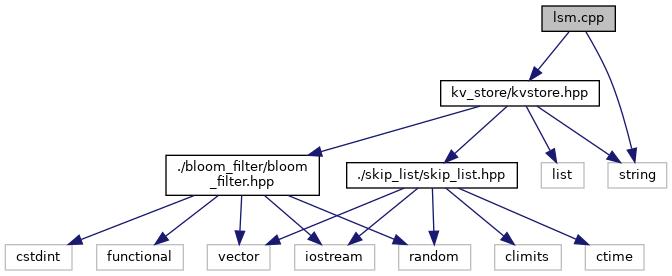 lsm.cpp
kv_store/kvstore.hpp
./bloom_filter/bloom
_filter.hpp
./skip_list/skip_list.hpp
list
string
cstdint
functional
vector
iostream
random
climits
ctime